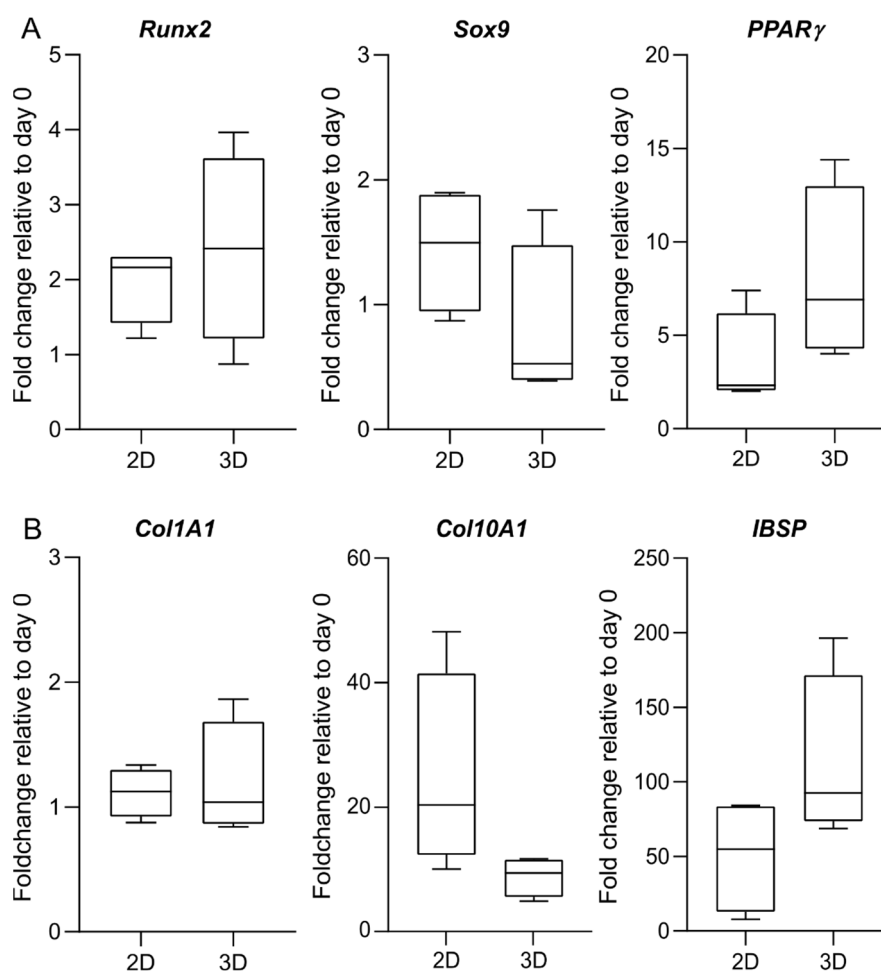 A
Runx2
Fold change relative to day 0
5
4
3
2
1
0
2D 3D
Sox9
Fold change relative to day 0
3
2
1
0
2D 3D
PPARγ
Fold change relative to day 0
20
15
10
5
0
2D 3D
B
Col1A1
Foldchange relative to day 0
3
2
1
0
2D 3D
Col10A1
Foldchange relative to day 0
60
40
20
0
2D 3D
IBSP
Fold change relative to day 0
250
200
150
100
50
0
2D 3D